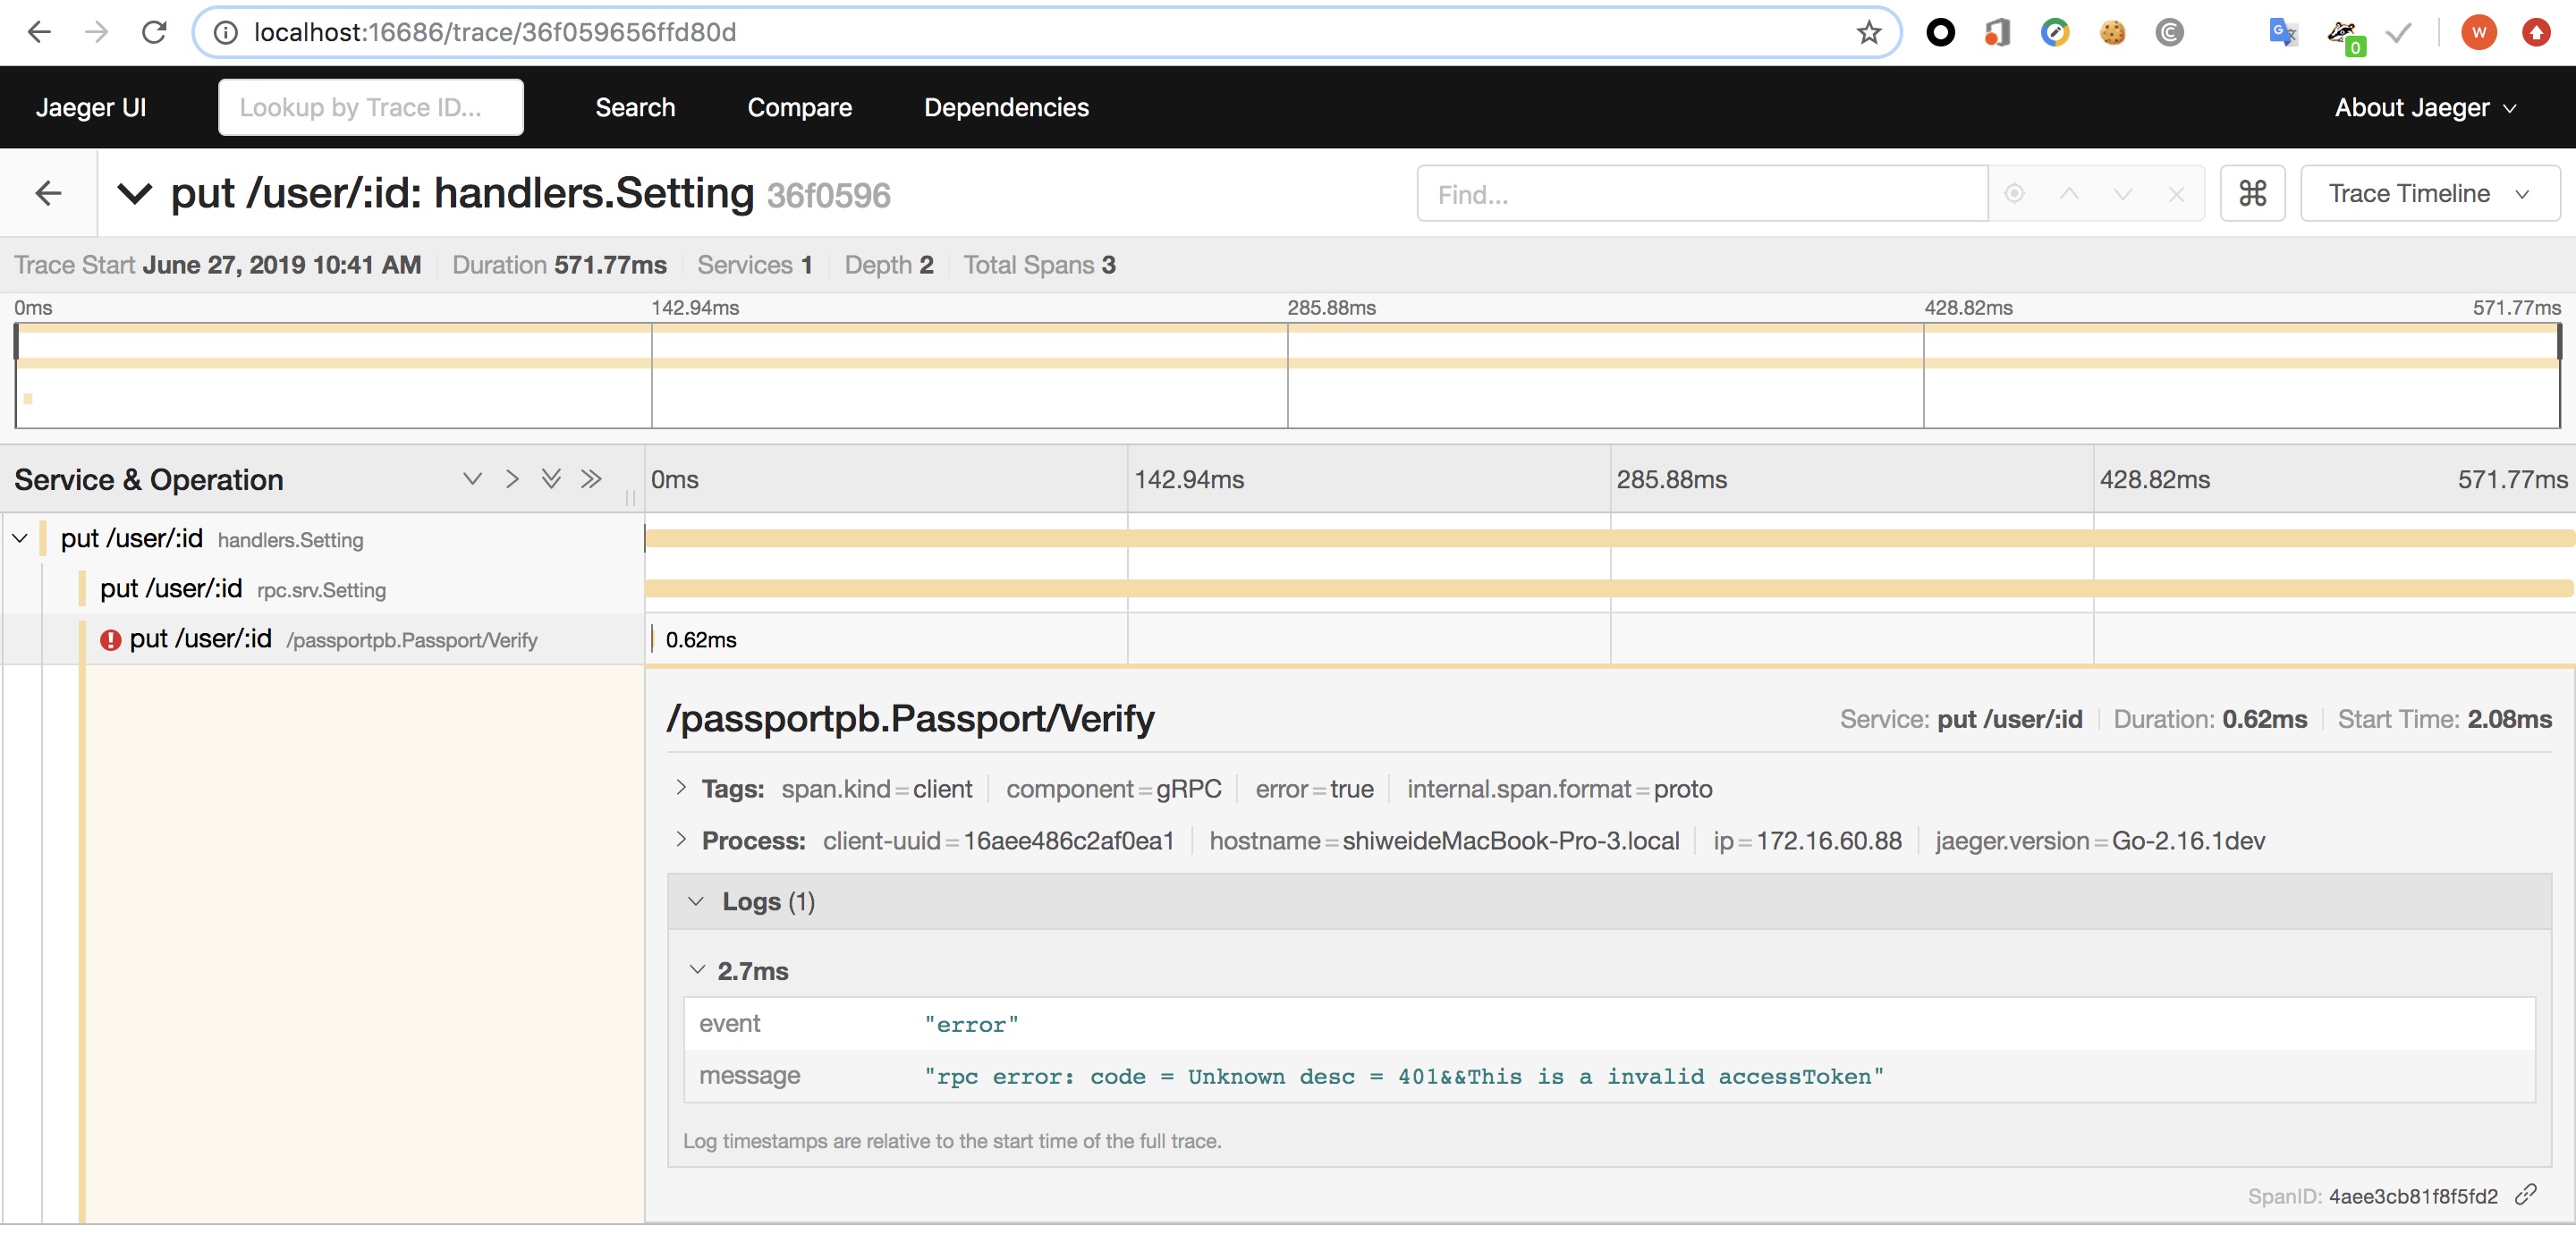 localhost:16686/trace/36f059656ffd80d
0
W
Jaeger UI
Lookup by Trace ID...
Search
Compare
Dependencies
About Jaeger
put /user/:id: handlers.Setting 36f0596
Find...
⌘
Trace Timeline
Trace Start June 27, 2019 10:41 AM Duration 571.77ms Services 1 Depth 2 Total Spans 3
0ms 142.94ms 285.88ms 428.82ms 571.77ms
Service & Operation
0ms 142.94ms 285.88ms 428.82ms 571.77ms
put /user/:id handlers.Setting
put /user/:id rpc.srv.Setting
put /user/:id /passportpb.Passport/Verify
0.62ms
/passportpb.Passport/Verify
Service: put /user/:id Duration: 0.62ms Start Time: 2.08ms
Tags: span.kind = client component = gRPC error = true internal.span.format = proto
Process: client-uuid = 16aee486c2af0ea1 hostname = shiweideMacBook-Pro-3.local ip = 172.16.60.88 jaeger.version = Go-2.16.1dev
Logs (1)
2.7ms
event "error"
message "rpc error: code = Unknown desc = 401&&This is a invalid accessToken"
Log timestamps are relative to the start time of the full trace.
SpanID: 4aee3cb81f8f5fd2